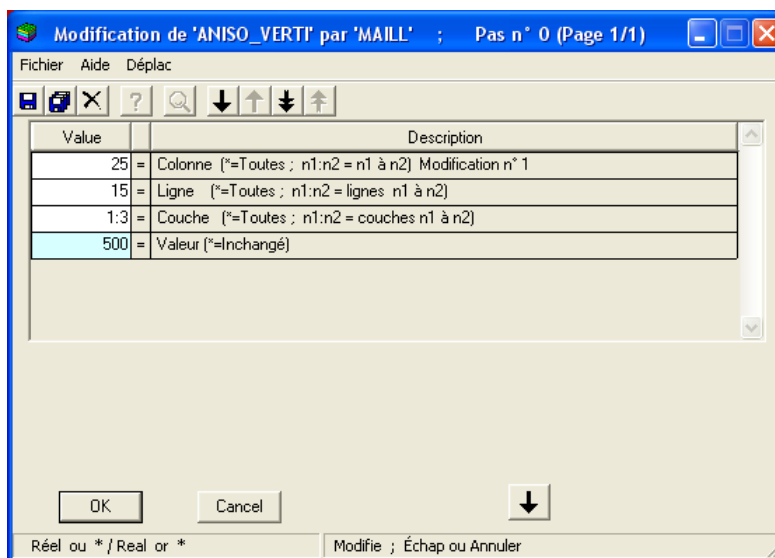 Modification de 'ANISO_VERTI' par 'MAILL' ; Pas n° 0 (Page 1/1)
Fichier Aide Déplac
Value Description
25 = Colonne (*=Toutes ; n1:n2 = n1 à n2) Modification n° 1
15 = Ligne (*=Toutes ; n1:n2 = lignes n1 à n2)
1:3 = Couche (*=Toutes ; n1:n2 = couches n1 à n2)
500 = Valeur (*=Inchangé)
OK Cancel
Réel ou * / Real or * Modifie ; Échap ou Annuler